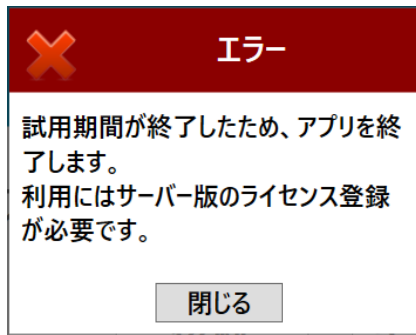 エラー
試用期間が終了したため、アプリを終
了します。
利用にはサーバー版のライセンス登録
が必要です。
閉じる